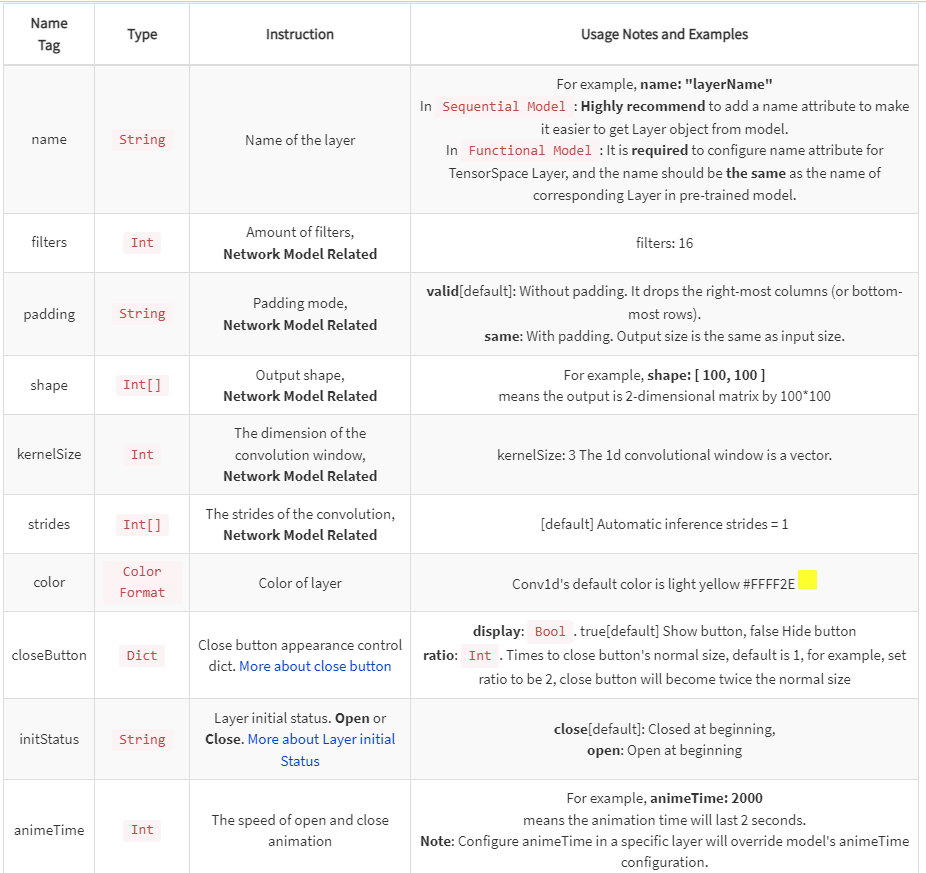 Name Tag Type Instruction Usage Notes and Examples
name String Name of the layer
For example, name: "layerName"
In Sequential Model : Highly recommend to add a name attribute to make
it easier to get Layer object from model.
In Functional Model : It is required to configure name attribute for
TensorSpace Layer, and the name should be the same as the name of
corresponding Layer in pre-trained model.
filters Int
Amount of filters,
Network Model Related
filters: 16
padding String
Padding mode,
Network Model Related
valid[default]: Without padding. It drops the right-most columns (or bottom-
most rows).
same: With padding. Output size is the same as input size.
shape Int[]
Output shape,
Network Model Related
For example, shape: [ 100, 100 ]
means the output is 2-dimensional matrix by 100*100
kernelSize Int
The dimension of the
convolution window,
Network Model Related
kernelSize: 3 The 1d convolutional window is a vector.
strides Int[]
The strides of the convolution,
Network Model Related
[default] Automatic inference strides = 1
color
Color
Format
Color of layer
Conv1d's default color is light yellow #FFFF2E
closeButton Dict
Close button appearance control
dict. More about close button
display: Bool . true[default] Show button, false Hide button
ratio: Int . Times to close button's normal size, default is 1, for example, set
ratio to be 2, close button will become twice the normal size
initStatus String
Layer initial status. Open or
Close. More about Layer initial
Status
close[default]: Closed at beginning,
open: Open at beginning
animeTime Int
The speed of open and close
animation
For example, animeTime: 2000
means the animation time will last 2 seconds.
Note: Configure animeTime in a specific layer will override model's animeTime
configuration.